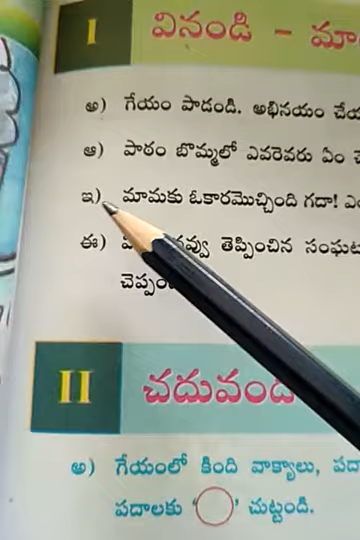 I వినండి - మా
అ) గేయం పాడండి. అభినయం చేయ
ఆ) పాఠం బొమ్మలో ఎవరెవరు ఏం
ఇ) మామకు ఓకారమొచ్చింది గదా!
ఈ) తెప్పించిన సంఘట
II చదువండి
అ) గేయంలో కింది వాక్యాలు, పదా
పదాలకు ' ' చుట్టండి.